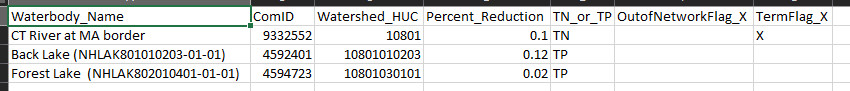 Waterbody_Name ComID Watershed_HUC Percent_Reduction TN_or_TP OutofNetworkFlag_X TermFlag_X
CT River at MA border 9332552 10801 0.1 TN X
Back Lake (NHLAK801010203-01-01) 4592401 10801010203 0.12 TP
Forest Lake  (NHLAK802010401-01-01) 4594723 10801030101 0.02 TP